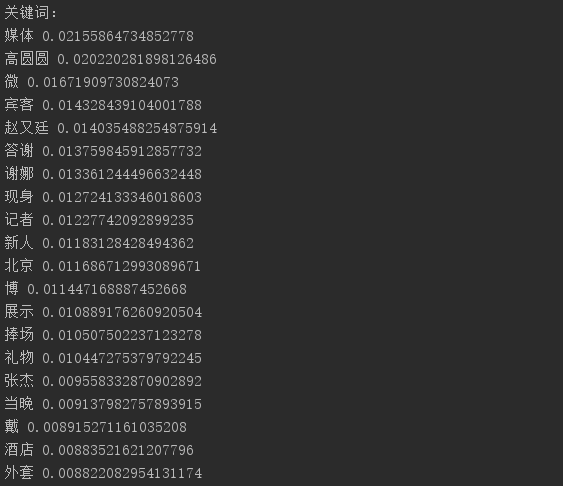 关键词:
媒体 0.02155864734852778
高圆圆 0.020220281898126486
微 0.01671909730824073
宾客 0.014328439104001788
赵又廷 0.014035488254875914
答谢 0.013759845912857732
谢娜 0.013361244496632448
现身 0.012724133346018603
记者 0.01227742092899235
新人 0.01183128428494362
北京 0.011686712993089671
博 0.011447168887452668
展示 0.010889176260920504
捧场 0.010507502237123278
礼物 0.010447275379792245
张杰 0.009558332870902892
当晚 0.009137982757893915
戴 0.008915271161035208
酒店 0.00883521621207796
外套 0.008822082954131174